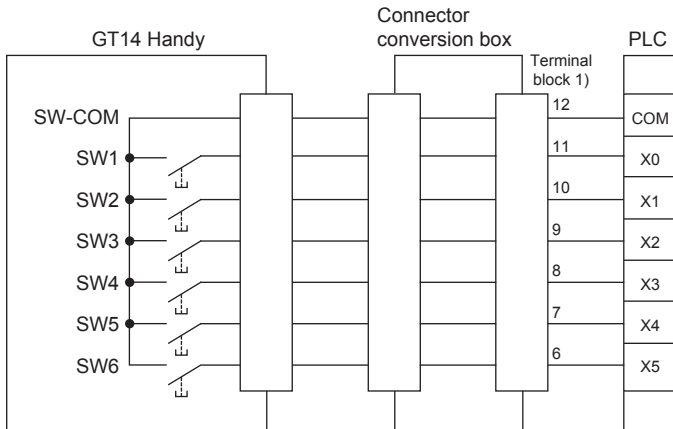 Connector
GT14 Handy conversion box PLC
Terminal
block 1)
SW-COM 12 COM
SW1 11 X0
SW2 10 X1
SW3 9 X2
SW4 8 X3
SW5 7 X4
SW6 6 X5